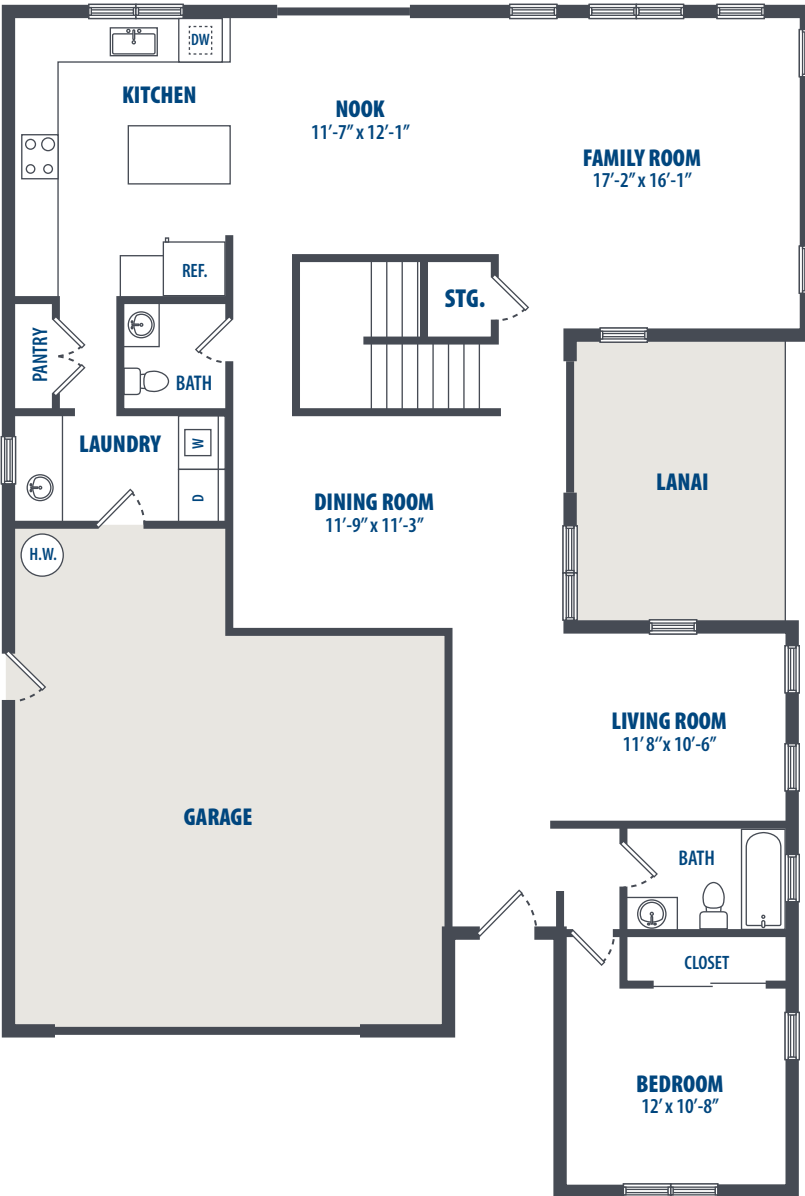 DW
KITCHEN
NOOK
11’-7” x 12’-1”
FAMILY ROOM
17’-2” x 16’-1”
REF.
STG.
PANTRY
BATH
LAUNDRY
W
D
LANAI
DINING ROOM
11’-9” x 11’-3”
H.W.
LIVING ROOM
11’ 8’’x 10’-6”
GARAGE
BATH
CLOSET
BEDROOM
12’ x 10’-8”